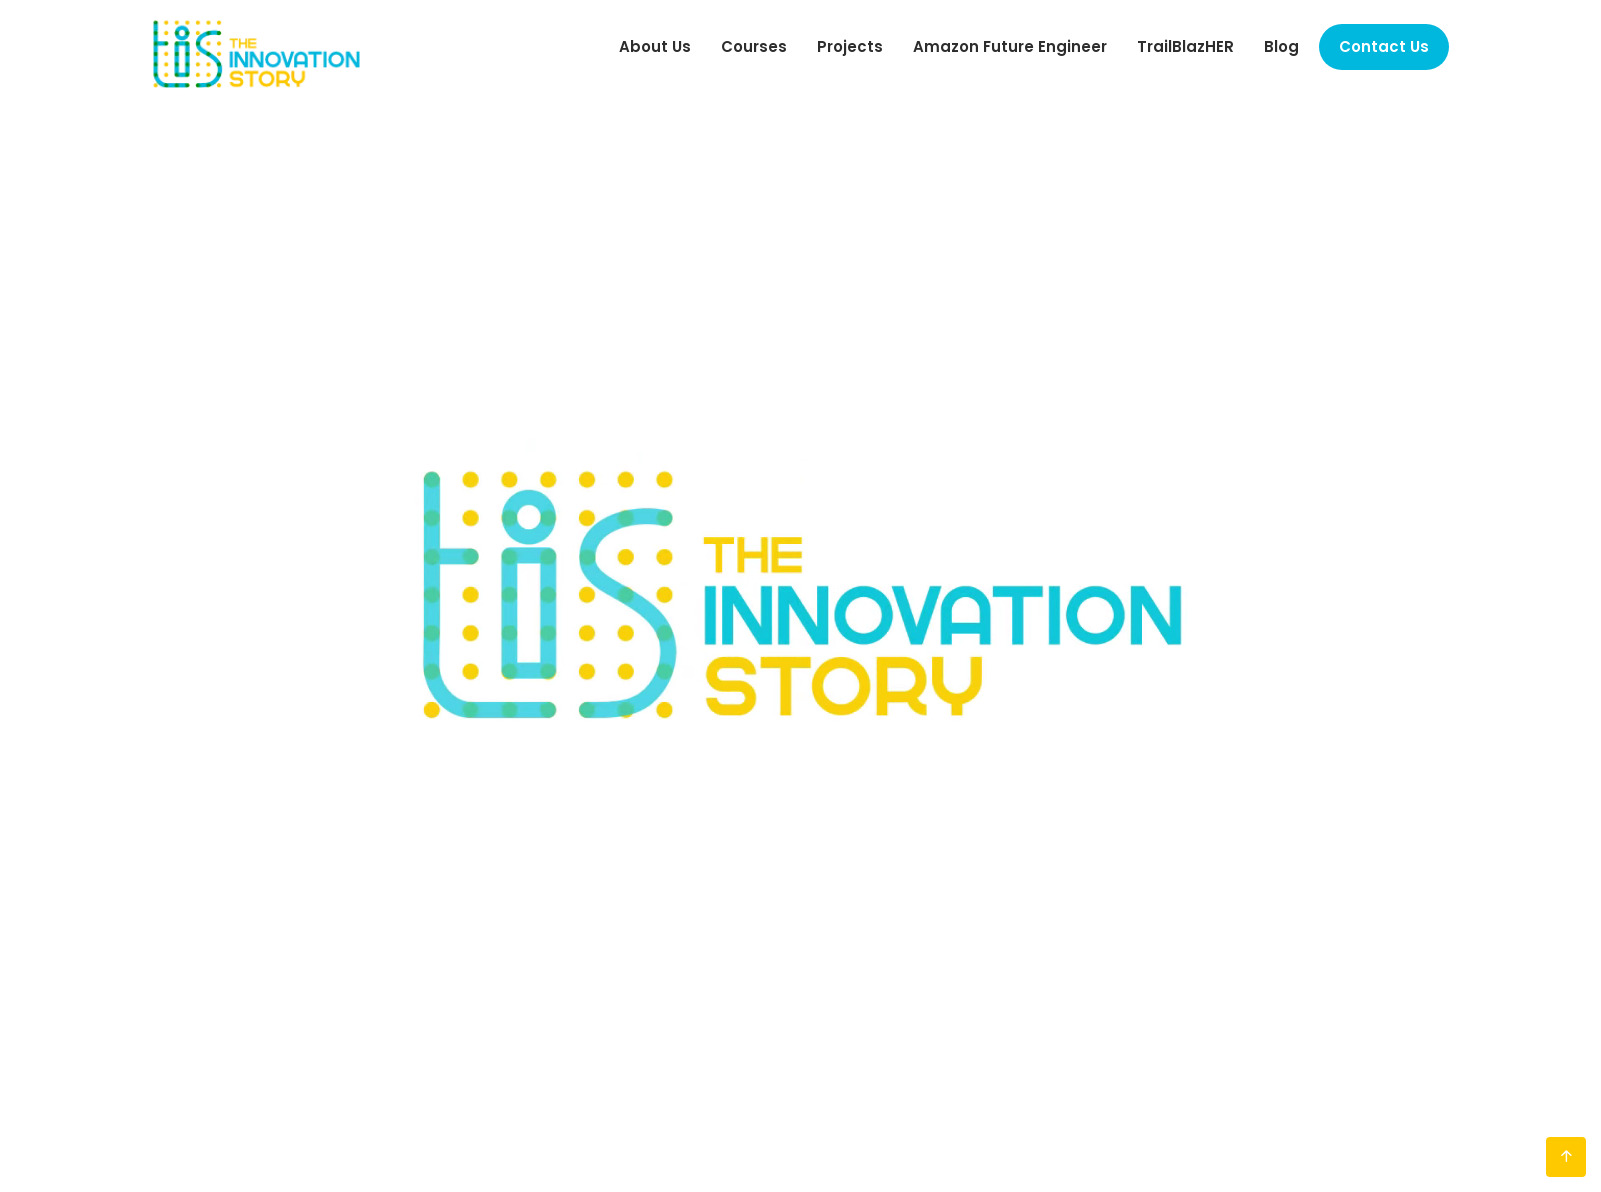 tis THE
INNOVATION
STORY
About Us Courses Projects Amazon Future Engineer TrailBlazHER Blog Contact Us
tis THE
INNOVATION
STORY